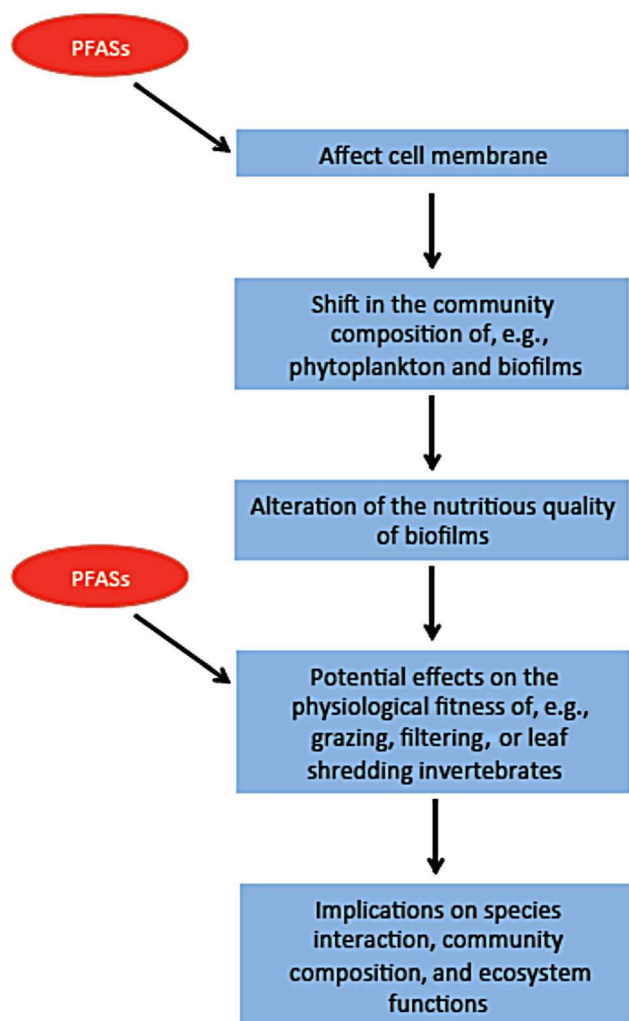 PFASs
Affect cell membrane
Shift in the community
composition of, e.g.,
phytoplankton and biofilms
Alteration of the nutritious quality
of biofilms
PFASs
Potential effects on the
physiological fitness of, e.g.,
grazing, filtering, or leaf
shredding invertebrates
Implications on species
interaction, community
composition, and ecosystem
functions